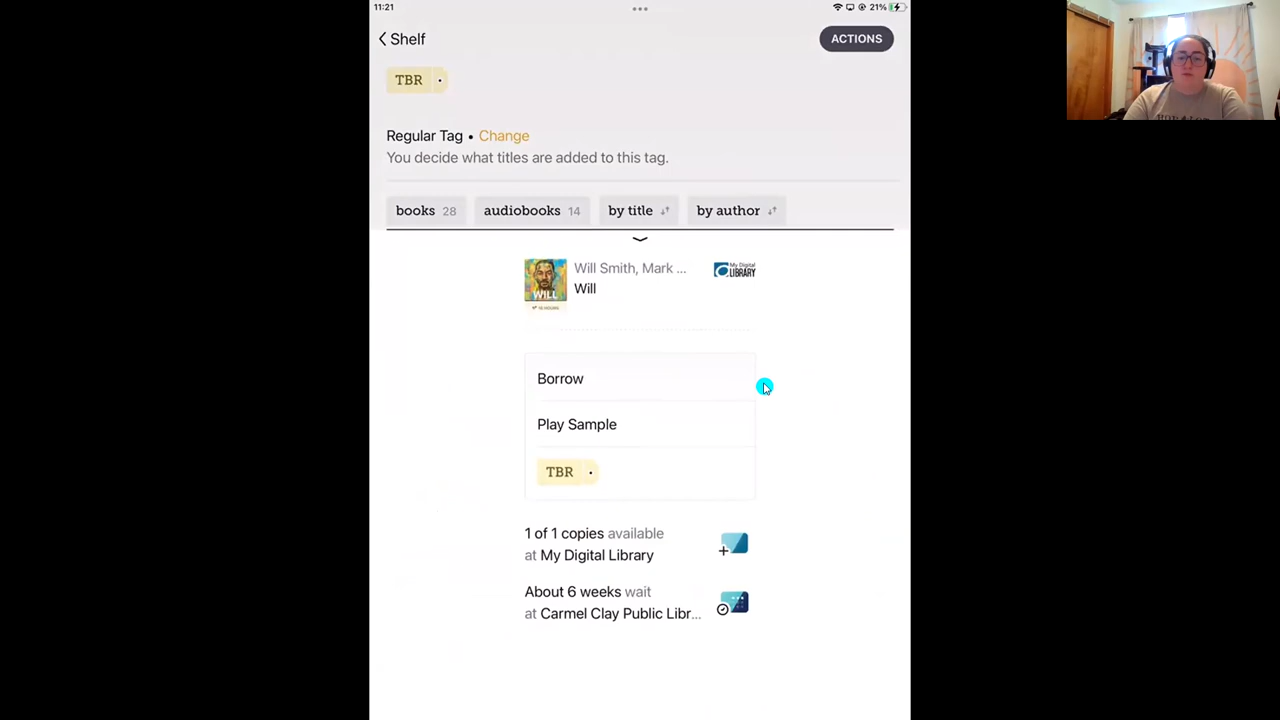 11:21
21%
Shelf
ACTIONS
TBR
Regular Tag • Change
You decide what titles are added to this tag.
books 28
audiobooks 14
by title
by author
Will Smith, Mark ...
My Digital
LIBRARY
Will
WILL
Borrow
Play Sample
TBR
1 of 1 copies available
at My Digital Library
About 6 weeks wait
at Carmel Clay Public Libr...